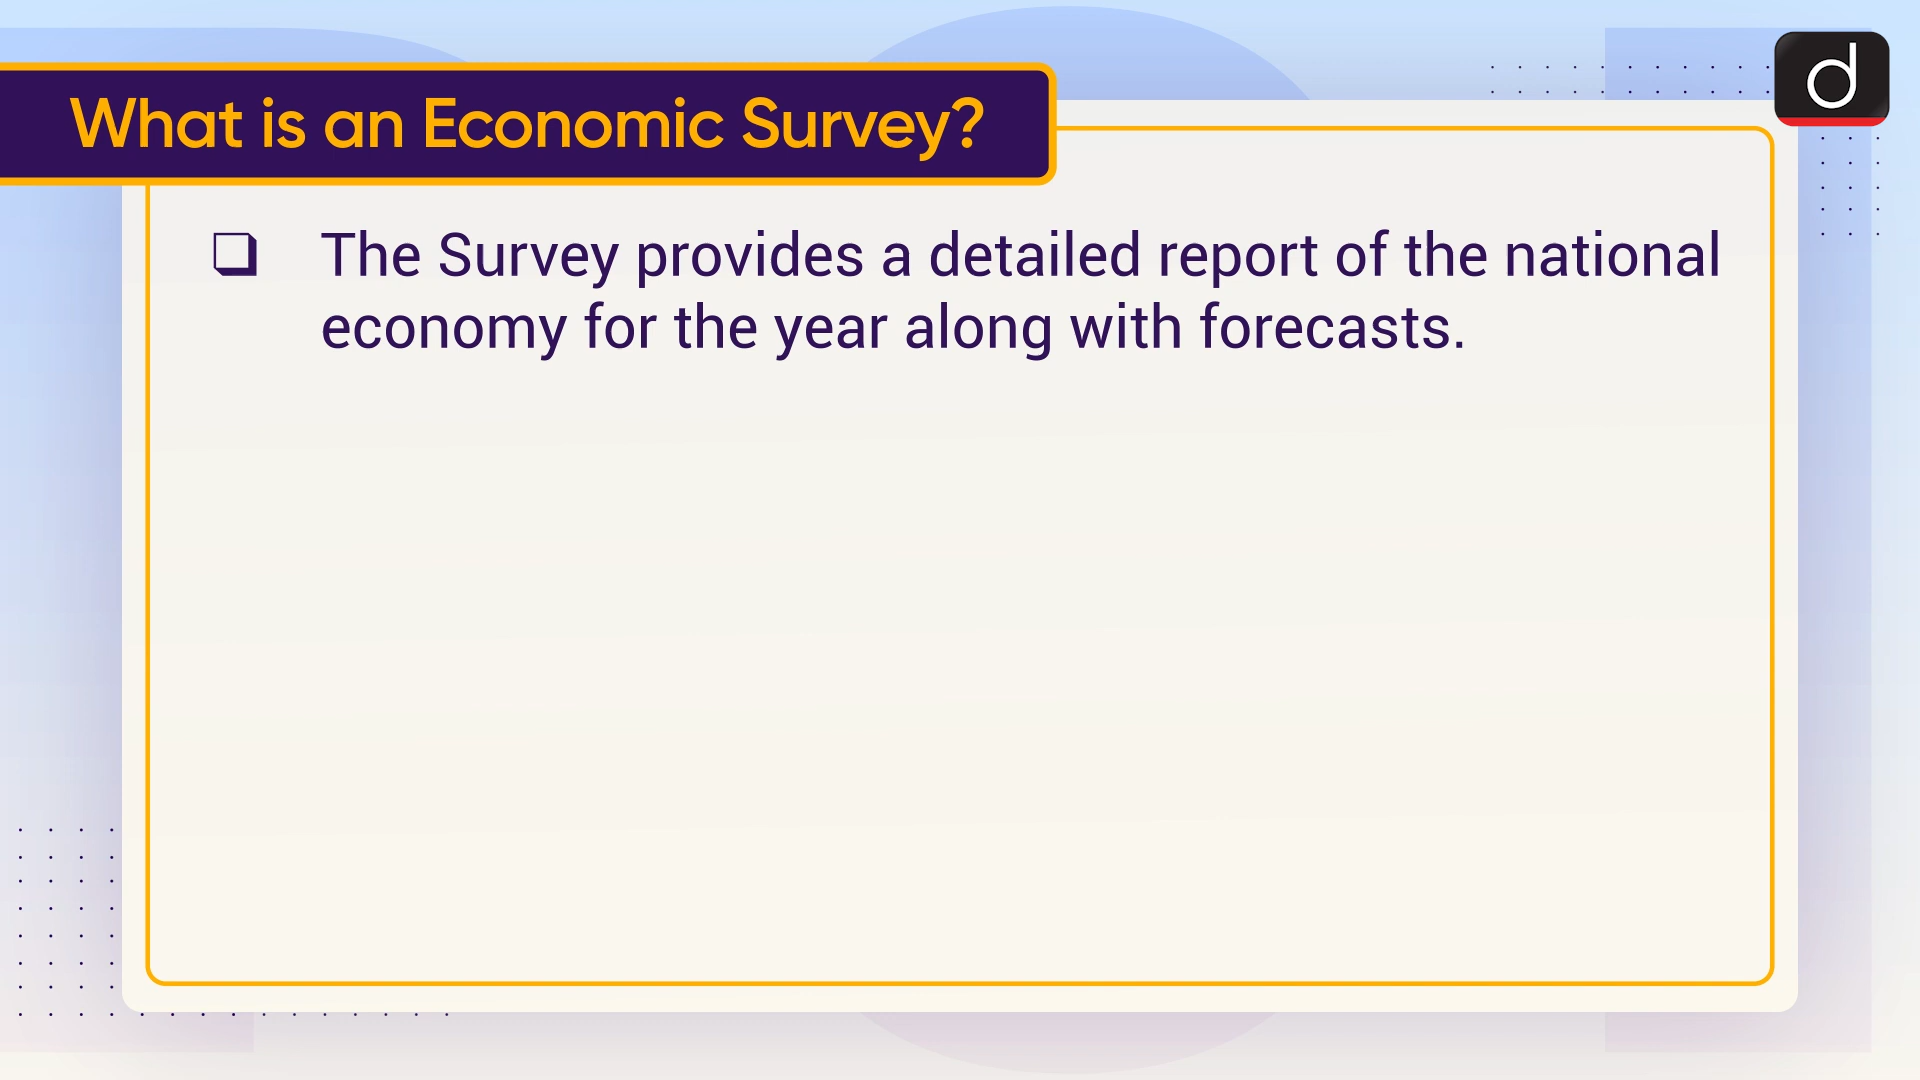 What is an Economic Survey?
d
❑ The Survey provides a detailed report of the national
economy for the year along with forecasts.